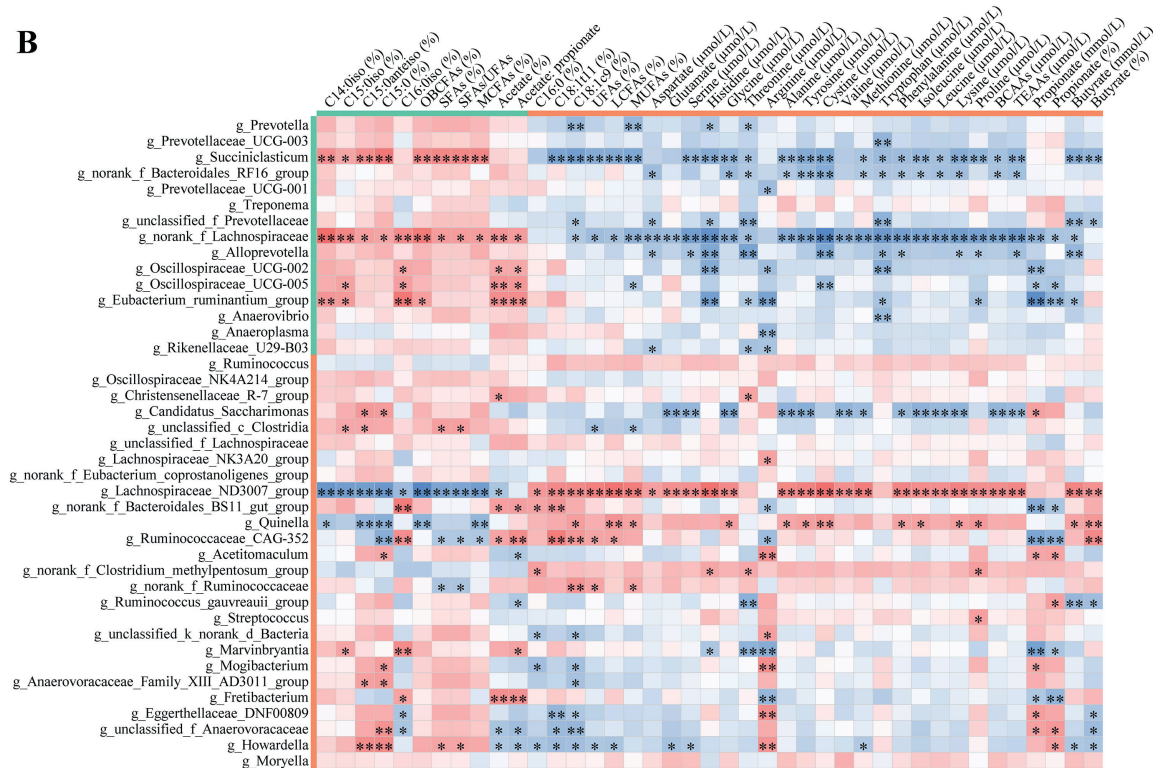 B
C14:0iso (%)
C15:0iso (%)
C15:0anteiso (%)
C15:0 (%)
C16:0iso (%)
OBCFAs (%)
SFAs (%)
SFAs/UFAs
MCFAs (%)
Acetate (%)
Acetate: propionate
C16:1 (%)
C18:1t11 (%)
C18:1c9 (%)
UFAs (%)
LCFAs (%)
MUFAs (%)
Aspartate (μmol/L)
Glutamate (μmol/L)
Serine (μmol/L)
Histidine (μmol/L)
Glycine (μmol/L)
Threonine (μmol/L)
Arginine (μmol/L)
Alanine (μmol/L)
Tyrosine (μmol/L)
Cystine (μmol/L)
Valine (μmol/L)
Methionine (μmol/L)
Tryptophan (μmol/L)
Phenylalanine (μmol/L)
Isoleucine (μmol/L)
Leucine (μmol/L)
Lysine (μmol/L)
Proline (μmol/L)
BCAAs (μmol/L)
TEAAs (μmol/L)
Propionate (mmol/L)
Propionate (%)
Butyrate (mmol/L)
Butyrate (%)
g_Prevotella
g_Prevotellaceae_UCG-003
g_Succiniclasticum
g_norank_f_Bacteroidales_RF16_group
g_Prevotellaceae_UCG-001
g_Treponema
g_unclassified_f_Prevotellaceae
g_norank_f_Lachnospiraceae
g_Alloprevotella
g_Oscillospiraceae_UCG-002
g_Oscillospiraceae_UCG-005
g_Eubacterium_ruminantium_group
g_Anaerovibrio
g_Anaeroplasma
g_Rikenellaceae_U29-B03
g_Ruminococcus
g_Oscillospiraceae_NK4A214_group
g_Christensenellaceae_R-7_group
g_Candidatus_Saccharimonas
g_unclassified_c_Clostridia
g_unclassified_f_Lachnospiraceae
g_Lachnospiraceae_NK3A20_group
g_norank_f_Eubacterium_coprostanoligenes_group
g_Lachnospiraceae_ND3007_group
g_norank_f_Bacteroidales_BS11_gut_group
g_Quinella
g_Ruminococcaceae_CAG-352
g_Acetitomaculum
g_norank_f_Clostridium_methylpentosum_group
g_norank_f_Ruminococcaceae
g_Ruminococcus_gauvreauii_group
g_Streptococcus
g_unclassified_k_norank_d_Bacteria
g_Marvinbryantia
g_Mogibacterium
g_Anaerovoracaceae_Family_XIII_AD3011_group
g_Fretibacterium
g_Eggerthellaceae_DNF00809
g_unclassified_f_Anaerovoracaceae
g_Howardella
g_Moryella